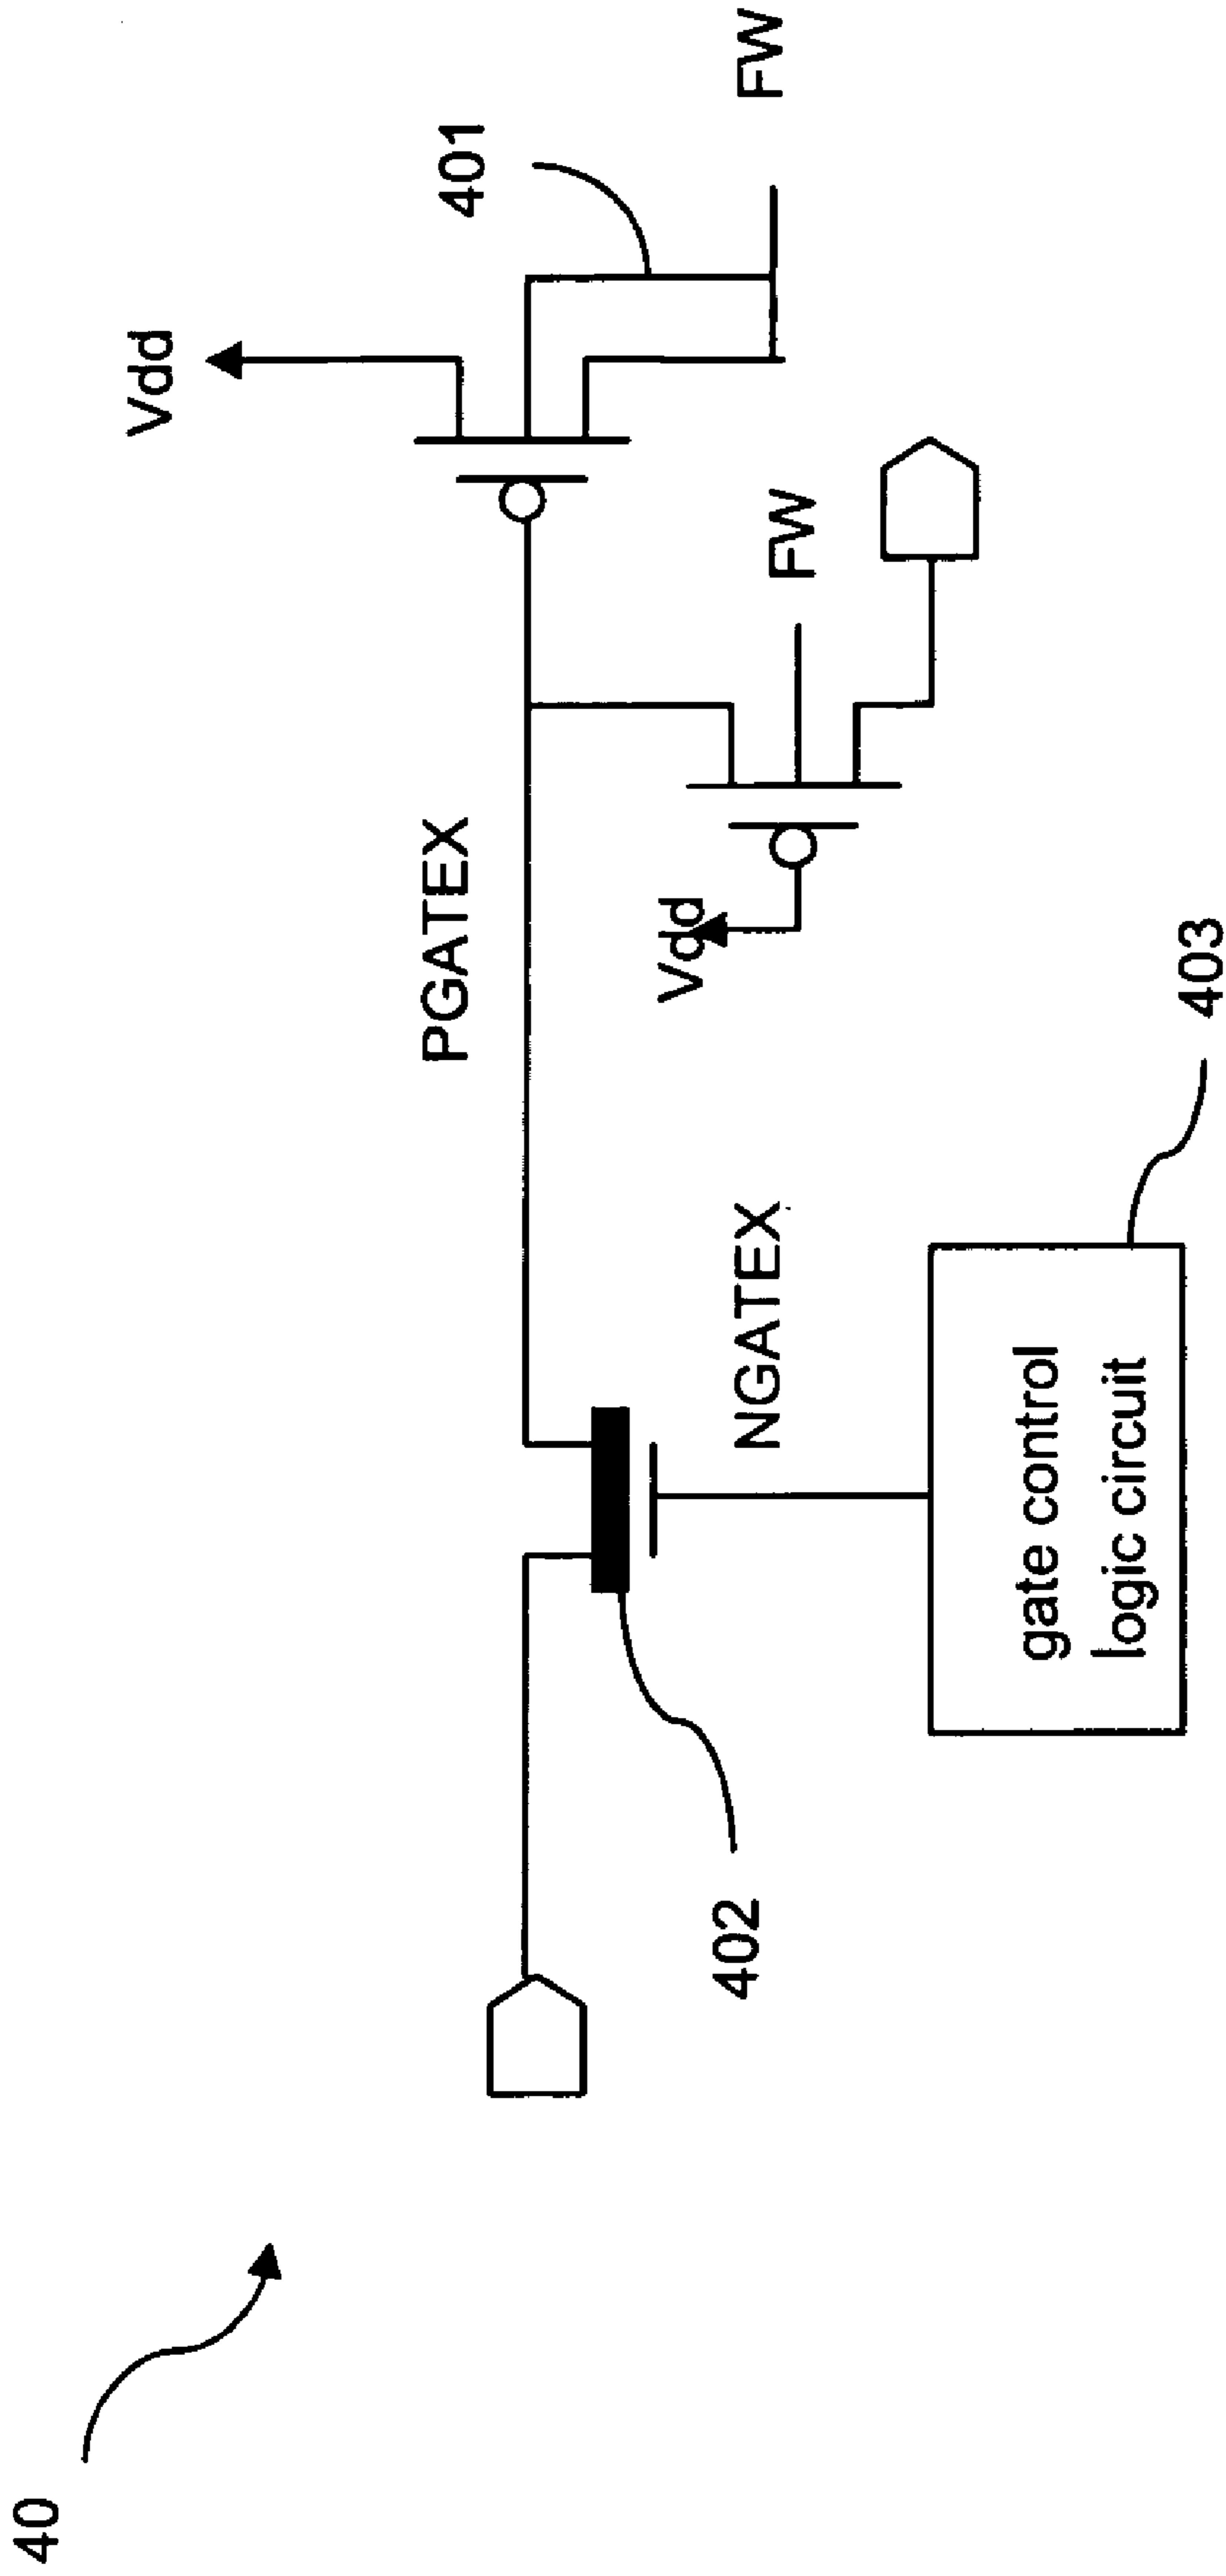 40
Vdd
401
FW
PGATEX
FW
Vdd
402
NGATEX
gate control
logic circuit
403